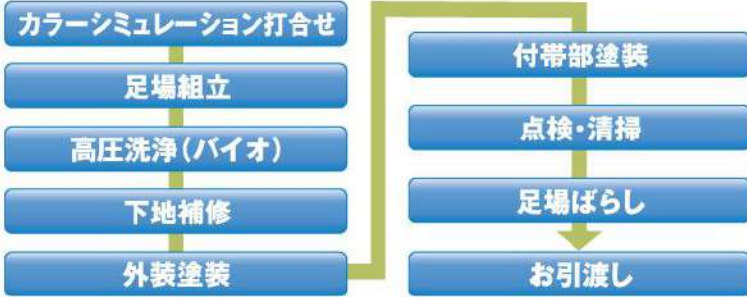 カラーシミュレーション打合せ
足場組立
高圧洗浄(バイオ)
下地補修
外装塗装
付帯部塗装
点検・清掃
足場ばらし
お引渡し